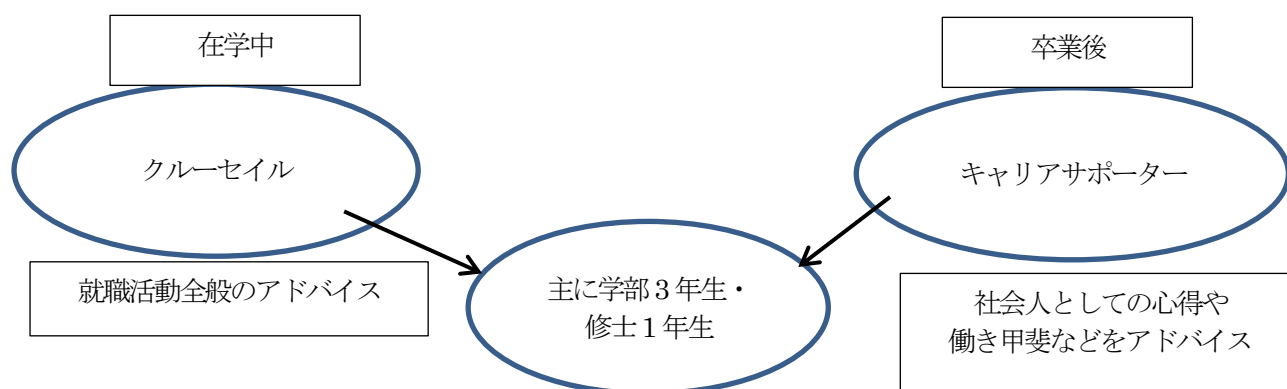 在学中
卒業後
クルーセイル
キャリアサポーター
就職活動全般のアドバイス
主に学部3年生・
修士1年生
社会人としての心得や
働き甲斐などをアドバイス